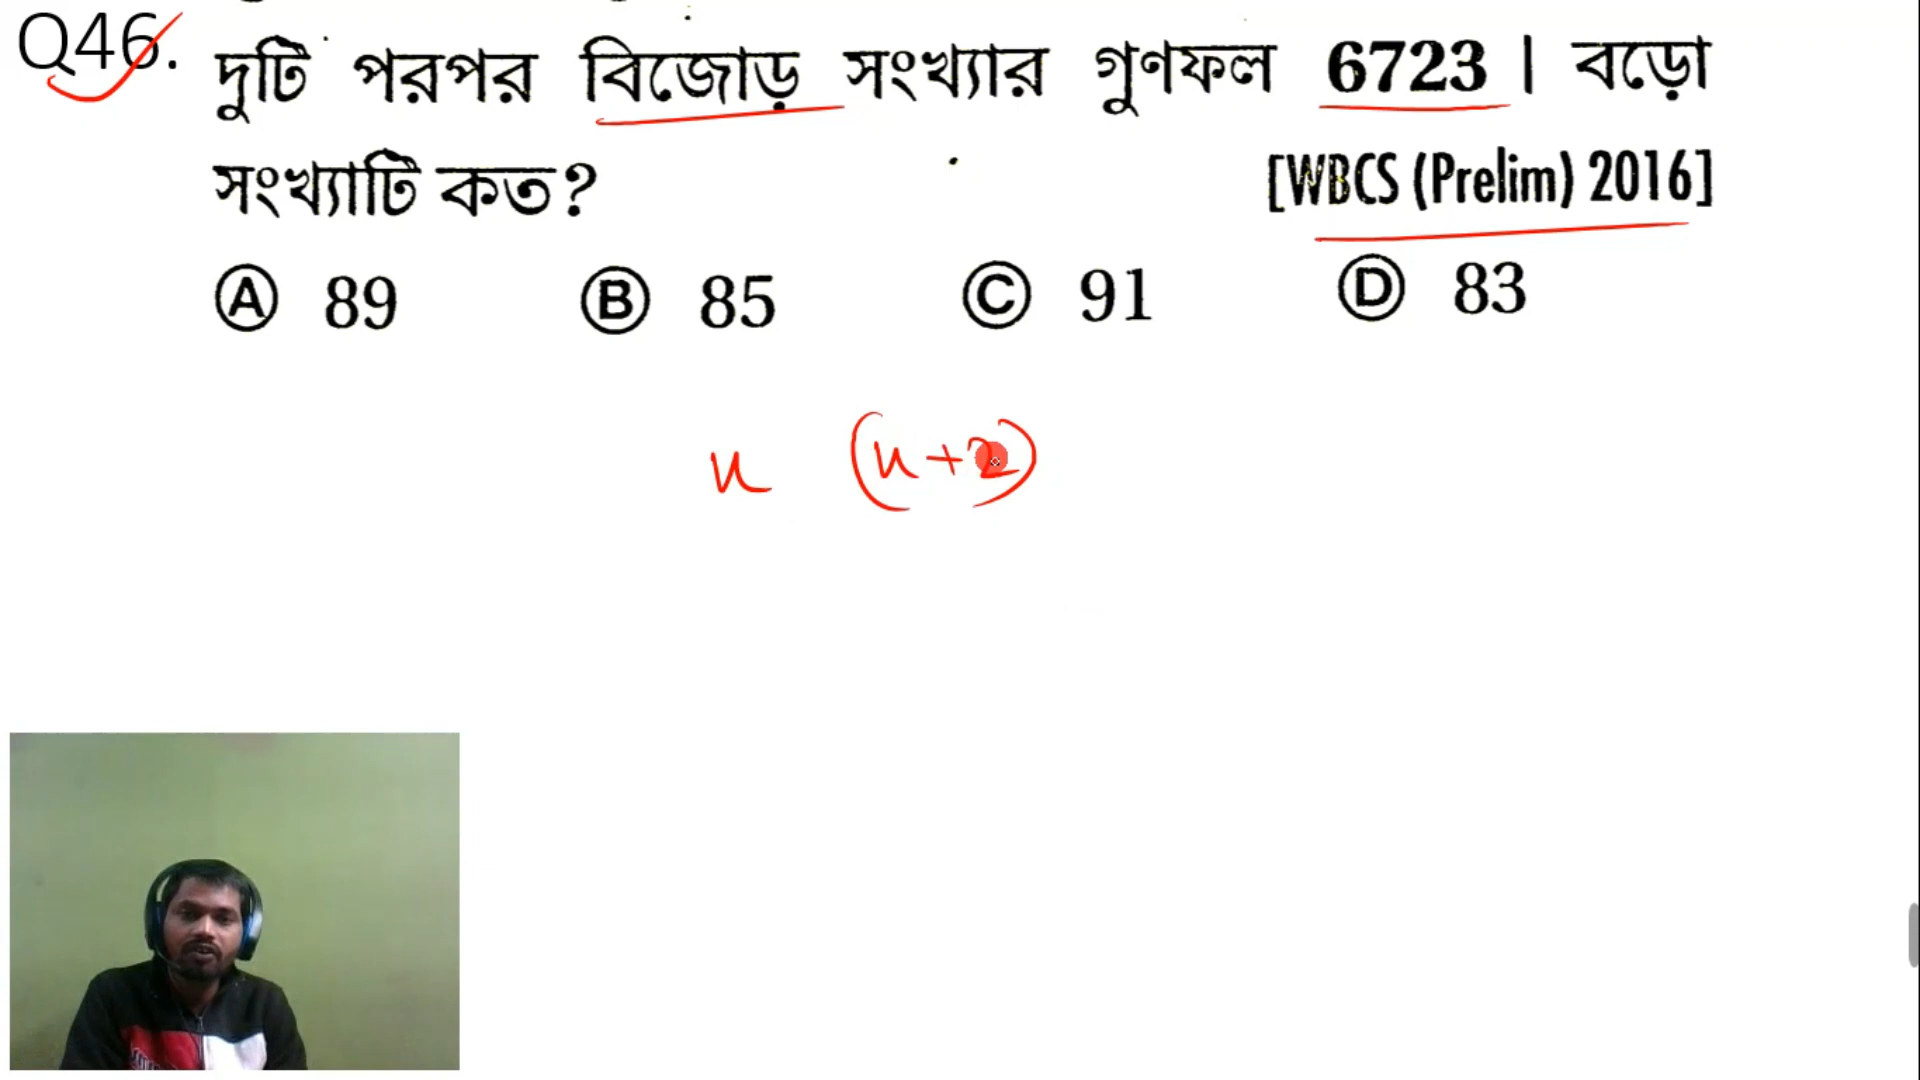 Q46. দুটি পরপর বিজোড় সংখ্যার গুণফল 6723। বড়ো
সংখ্যাটি কত? [WBCS (Prelim) 2016]
Ⓐ 89 Ⓑ 85 Ⓒ 91 Ⓓ 83
x (x+2)